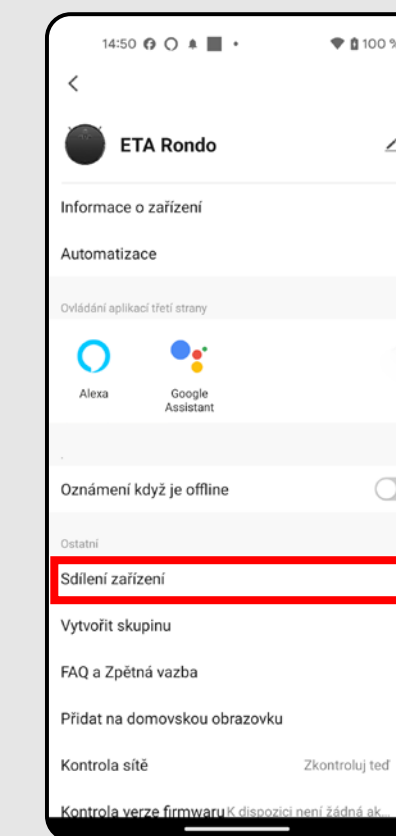 14:50
100 %
ETA Rondo
Informace o zařízení
Automatizace
Ovládání aplikací třetí strany
Alexa
Google
Assistant
Oznámení když je offline
Ostatní
Sdílení zařízení
Vytvořit skupinu
FAQ a Zpětná vazba
Přidat na domovskou obrazovku
Kontrola sítě Zkontroluj teď
Kontrola verze firmwaru K dispozici není žádná ak...